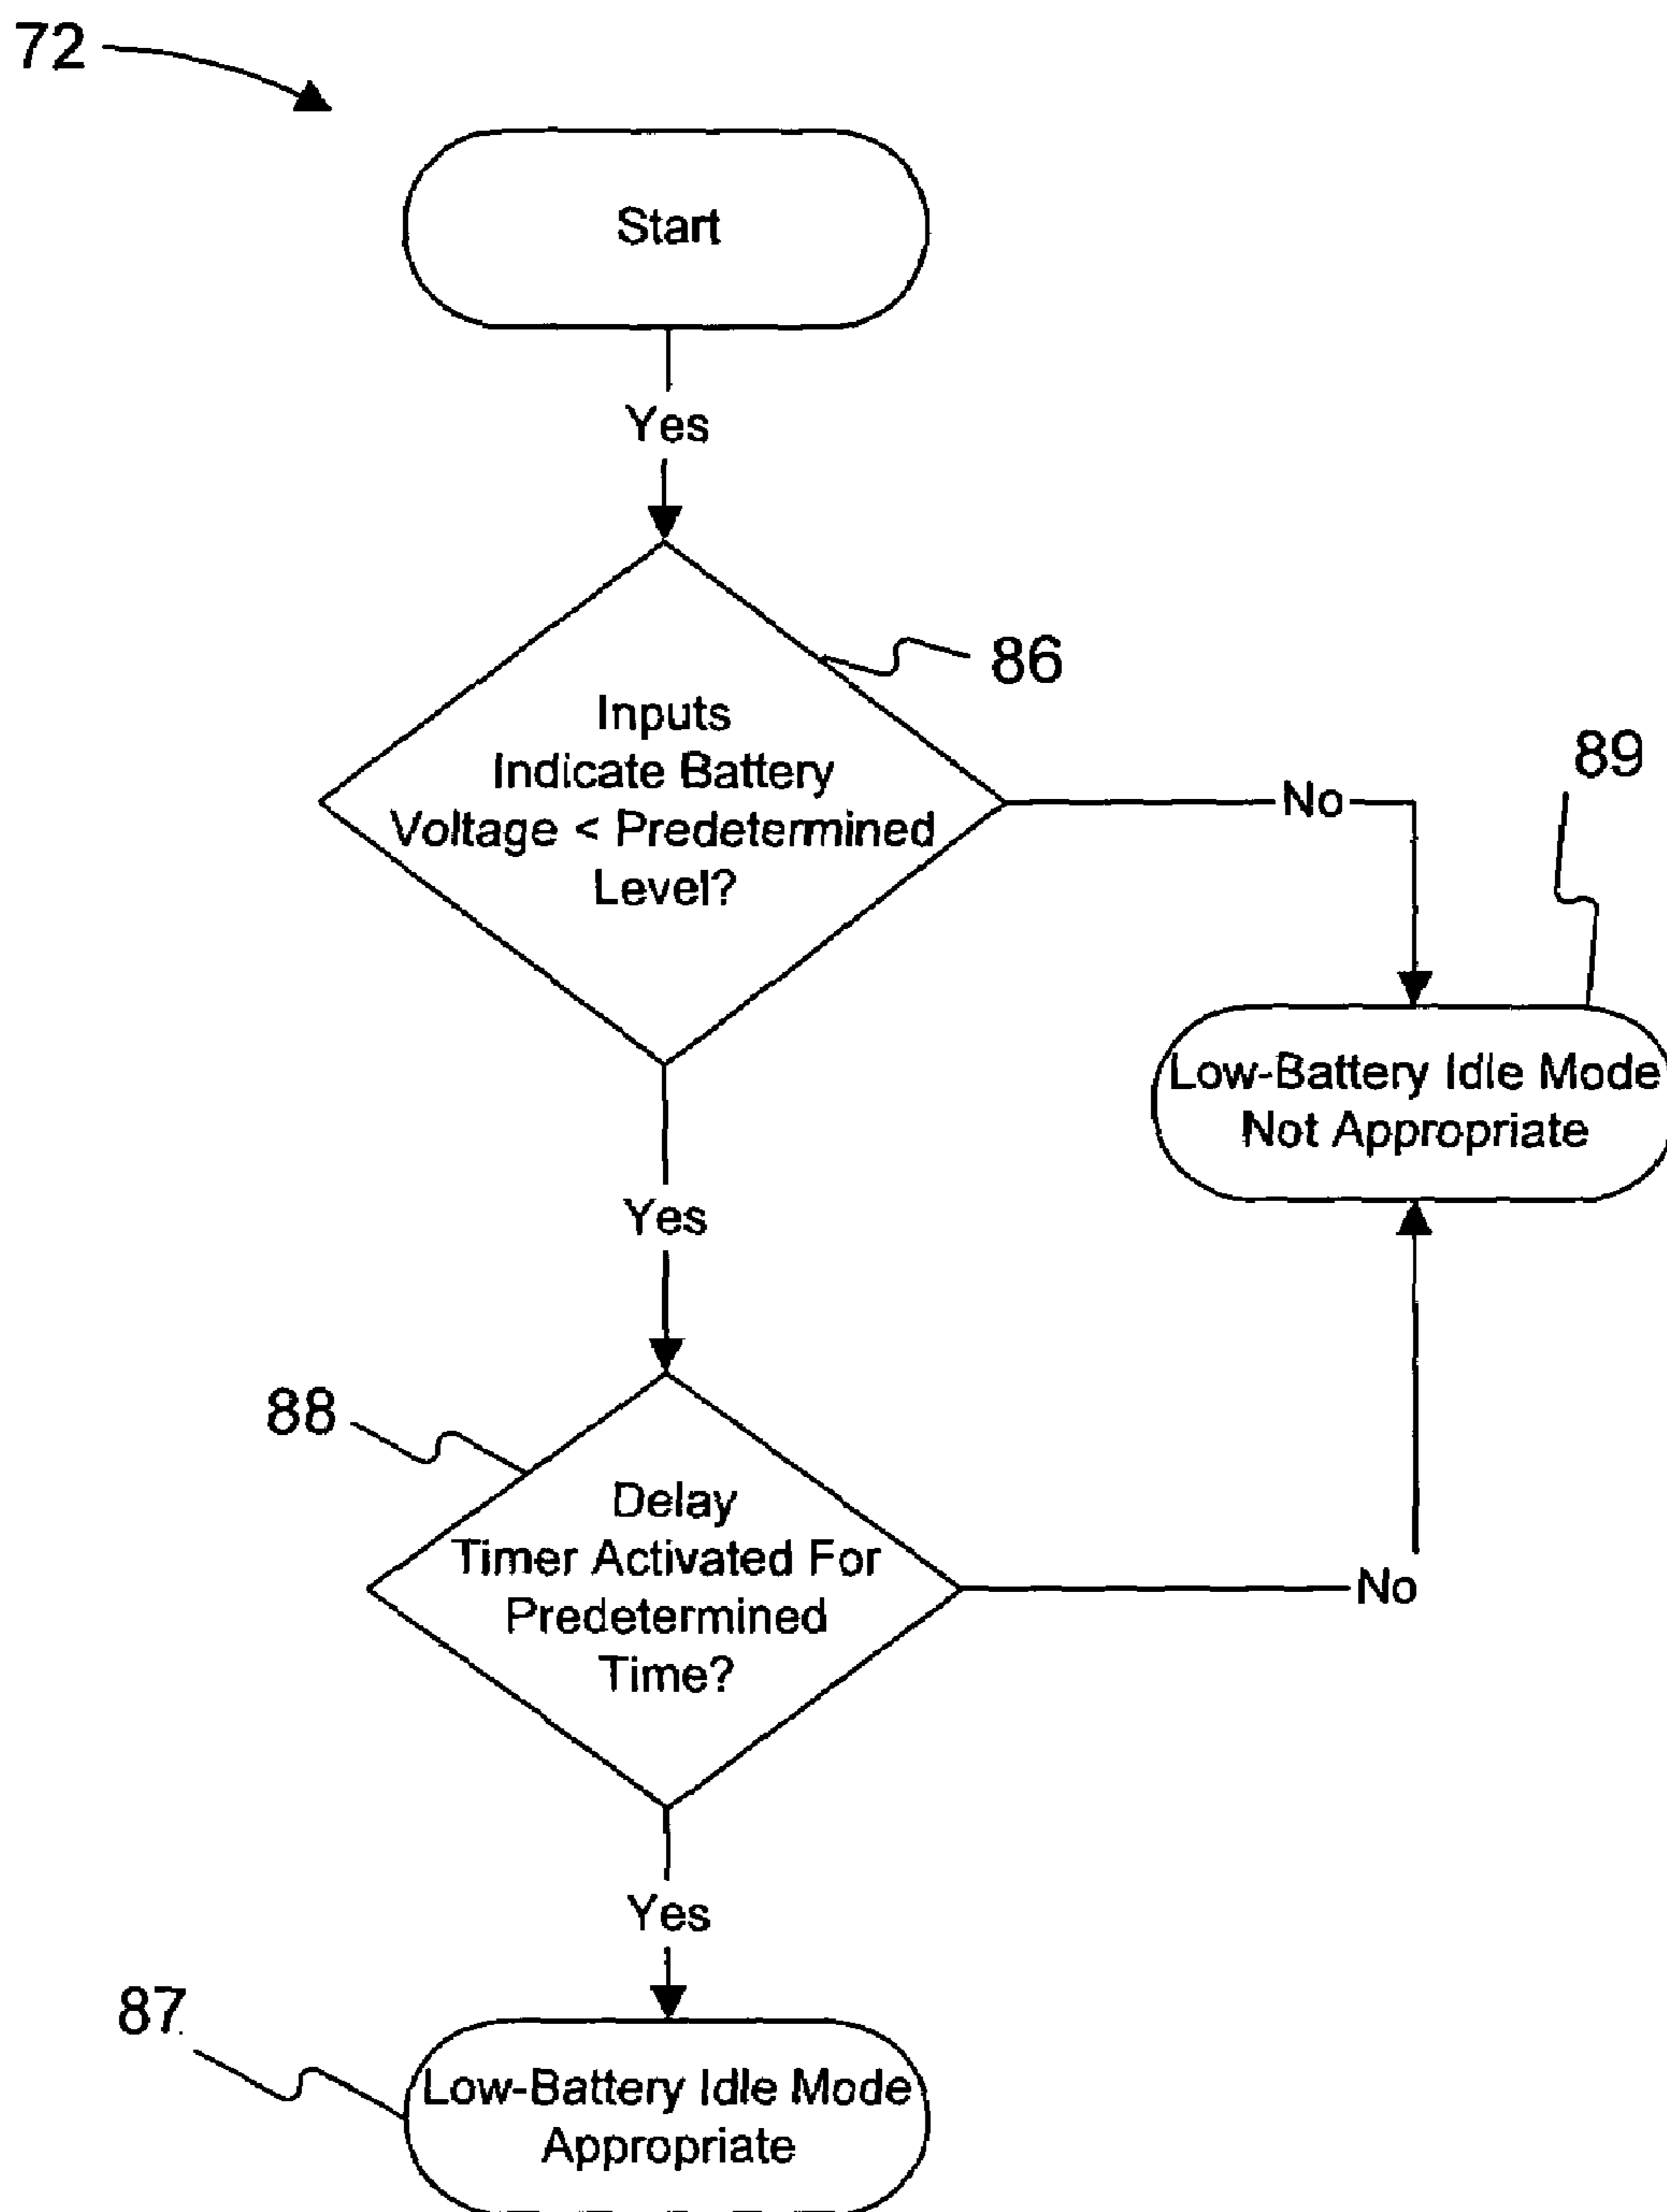 72
Start
Yes
86
Inputs
Indicate Battery
Voltage < Predetermined
Level?
No
89
Low-Battery Idle Mode
Not Appropriate
Yes
88
Delay
Timer Activated For
Predetermined
Time?
No
Yes
87
Low-Battery Idle Mode
Appropriate